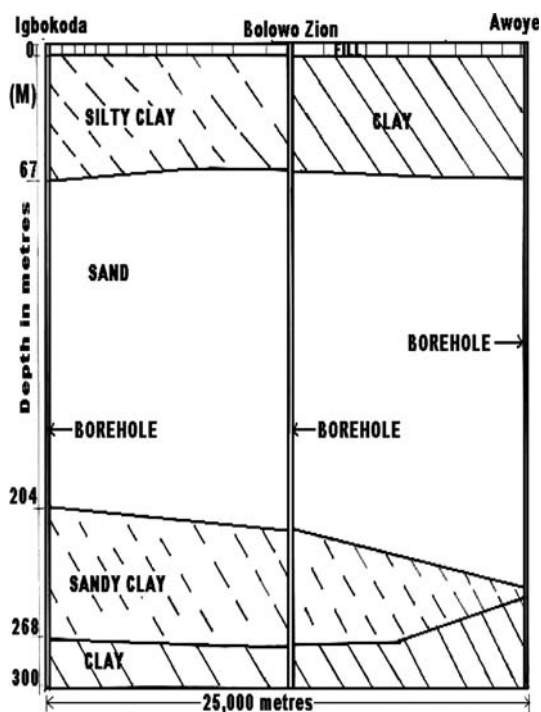 Igbokoda Bolowo Zion Awoye
0 FILL
(M)
SILTY CLAY CLAY
67
SAND
Depth in metres
BOREHOLE
BOREHOLE BOREHOLE
204
SANDY CLAY
268
CLAY
300
25,000 metres